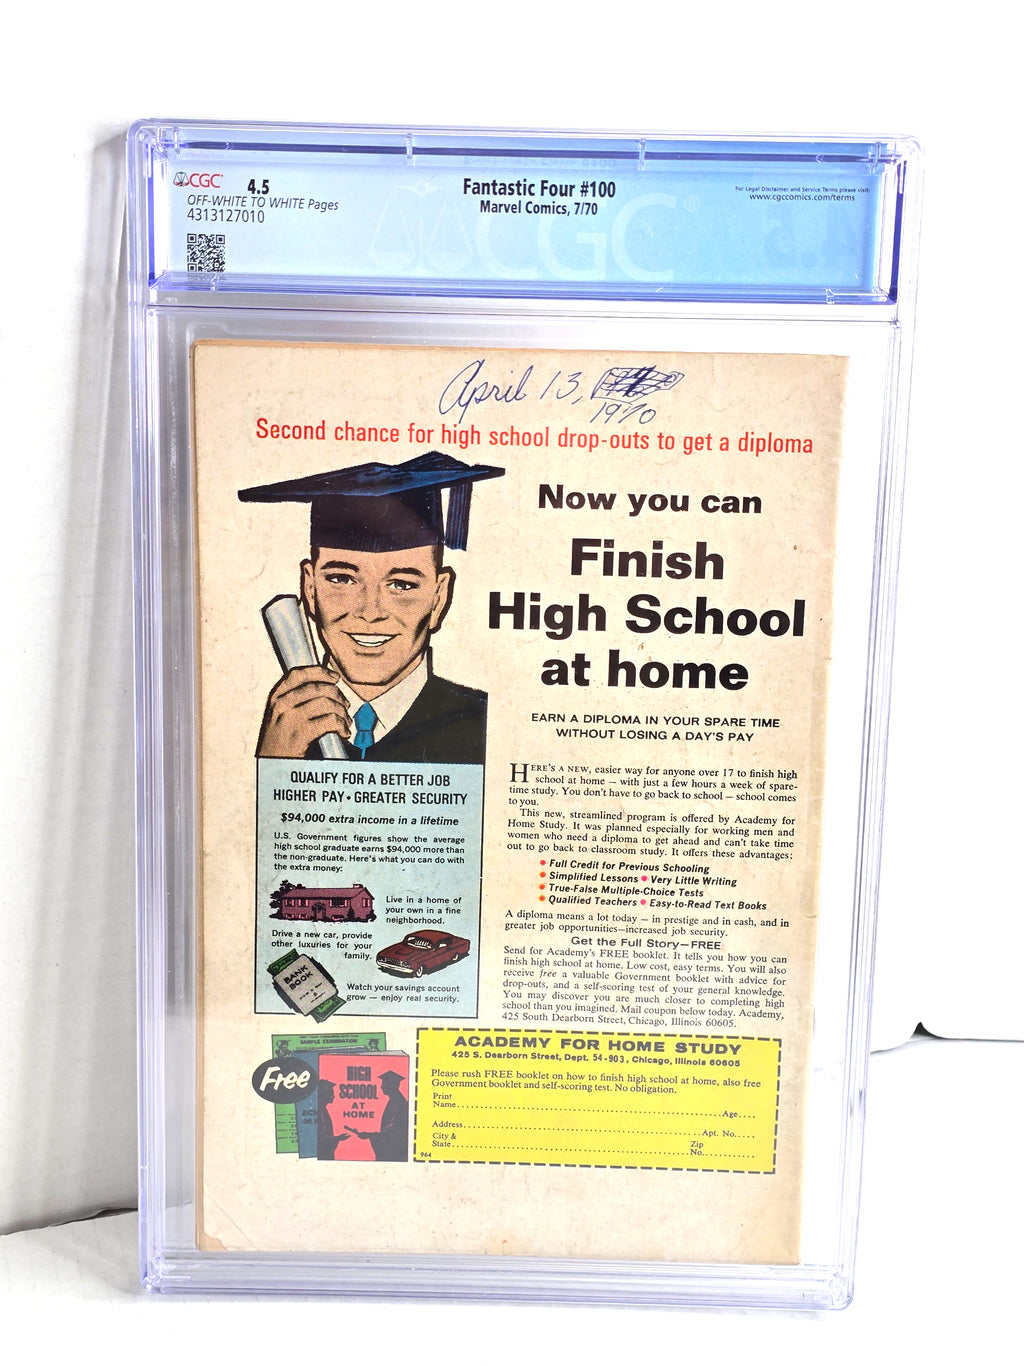 CGC 4.5
OFF-WHITE TO WHITE Pages
4313127010
Fantastic Four #100
Marvel Comics, 7/70
For Legal Disclaimer and Service Terms please visit:
www.cgccomics.com/terms
CGC
April 13,
1970
Second chance for high school drop-outs to get a diploma
Now you can
Finish
High School
at home
EARN A DIPLOMA IN YOUR SPARE TIME
WITHOUT LOSING A DAY'S PAY
HERE'S A NEW, easier way for anyone over 17 to finish high
school at home — with just a few hours a week of spare-
time study. You don't have to go back to school — school comes
to you.
This new, streamlined program is offered by Academy for
Home Study. It was planned especially for working men and
women who need a diploma to get ahead and can't take time
out to go back to classroom study. It offers these advantages:
Full Credit for Previous Schooling
Simplified Lessons • Very Little Writing
True-False Multiple-Choice Tests
Qualified Teachers • Easy-to-Read Text Books
A diploma means a lot today — in prestige and in cash, and in
greater job opportunities—increased job security.
Get the Full Story—FREE
Send for Academy's FREE booklet. It tells you how you can
finish high school at home. Low cost, easy terms. You will also
receive free a valuable Government booklet with advice for
drop-outs, and a self-scoring test of your general knowledge.
You may discover you are much closer to completing high
school than you imagined. Mail coupon below today. Academy,
425 South Dearborn Street, Chicago, Illinois 60605.
QUALIFY FOR A BETTER JOB
HIGHER PAY • GREATER SECURITY
$94,000 extra income in a lifetime
U.S. Government figures show the average
high school graduate earns $94,000 more than
the non-graduate. Here's what you can do with
the extra money:
Live in a home of
your own in a fine
neighborhood.
Drive a new car, provide
other luxuries for your
family.
BANK
BOOK
Watch your savings account
grow — enjoy real security.
Free
SAMPLE EXAMINATION
HIGH
SCHOOL
AT
HOME
ACADEMY FOR HOME STUDY
425 S. Dearborn Street, Dept. 54-903, Chicago, Illinois 60605
Please rush FREE booklet on how to finish high school at home, also free
Government booklet and self-scoring test. No obligation.
Print
Name....Age....
Address....Apt. No.....
City &
State....Zip
No.....
964